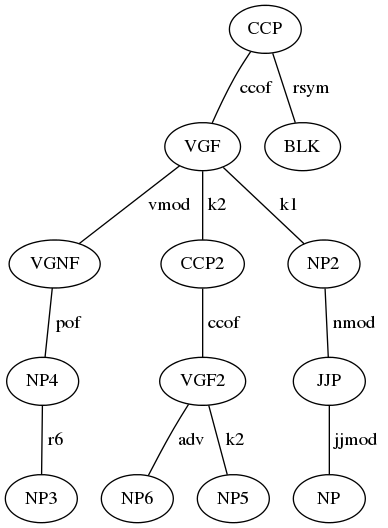 CCP
ccof rsym
VGF BLK
vmod k2 k1
VGNF CCP2 NP2
pof ccof nmod
NP4 VGF2 JJP
r6 adv k2 jjmod
NP3 NP6 NP5 NP